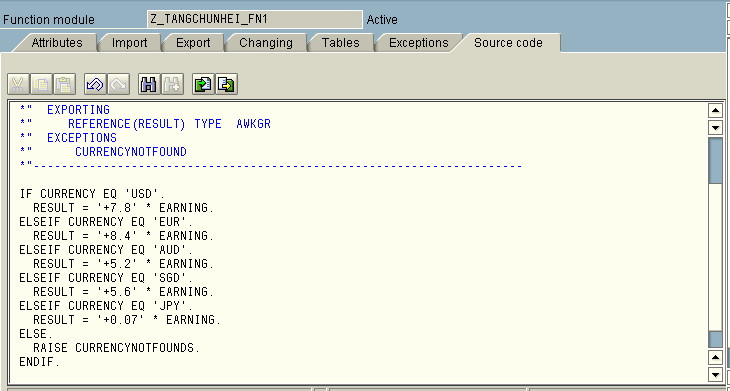 Function module Z_TANGCHUNHEI_FN1 Active
Attributes Import Export Changing Tables Exceptions Source code
*" EXPORTING
*" REFERENCE(RESULT) TYPE AWKGR
*" EXCEPTIONS
*" CURRENCYNOTFOUND
*"----------------------------------------------------------------------
IF CURRENCY EQ 'USD'.
RESULT = '+7.8' * EARNING.
ELSEIF CURRENCY EQ 'EUR'.
RESULT = '+8.4' * EARNING.
ELSEIF CURRENCY EQ 'AUD'.
RESULT = '+5.2' * EARNING.
ELSEIF CURRENCY EQ 'SGD'.
RESULT = '+5.6' * EARNING.
ELSEIF CURRENCY EQ 'JPY'.
RESULT = '+0.07' * EARNING.
ELSE.
RAISE CURRENCYNOTFOUNDS.
ENDIF.